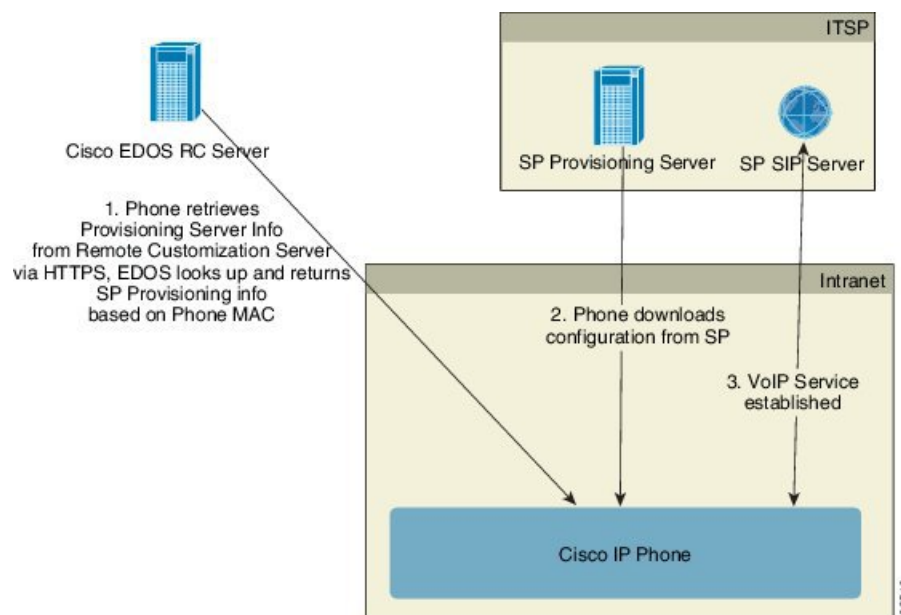 ITSP
Cisco EDOS RC Server
SP Provisioning Server
SP SIP Server
1. Phone retrieves
Provisioning Server Info
from Remote Customization Server
via HTTPS, EDOS looks up and returns
SP Provisioning info
based on Phone MAC
Intranet
2. Phone downloads
configuration from SP
3. VoIP Service
established
Cisco IP Phone